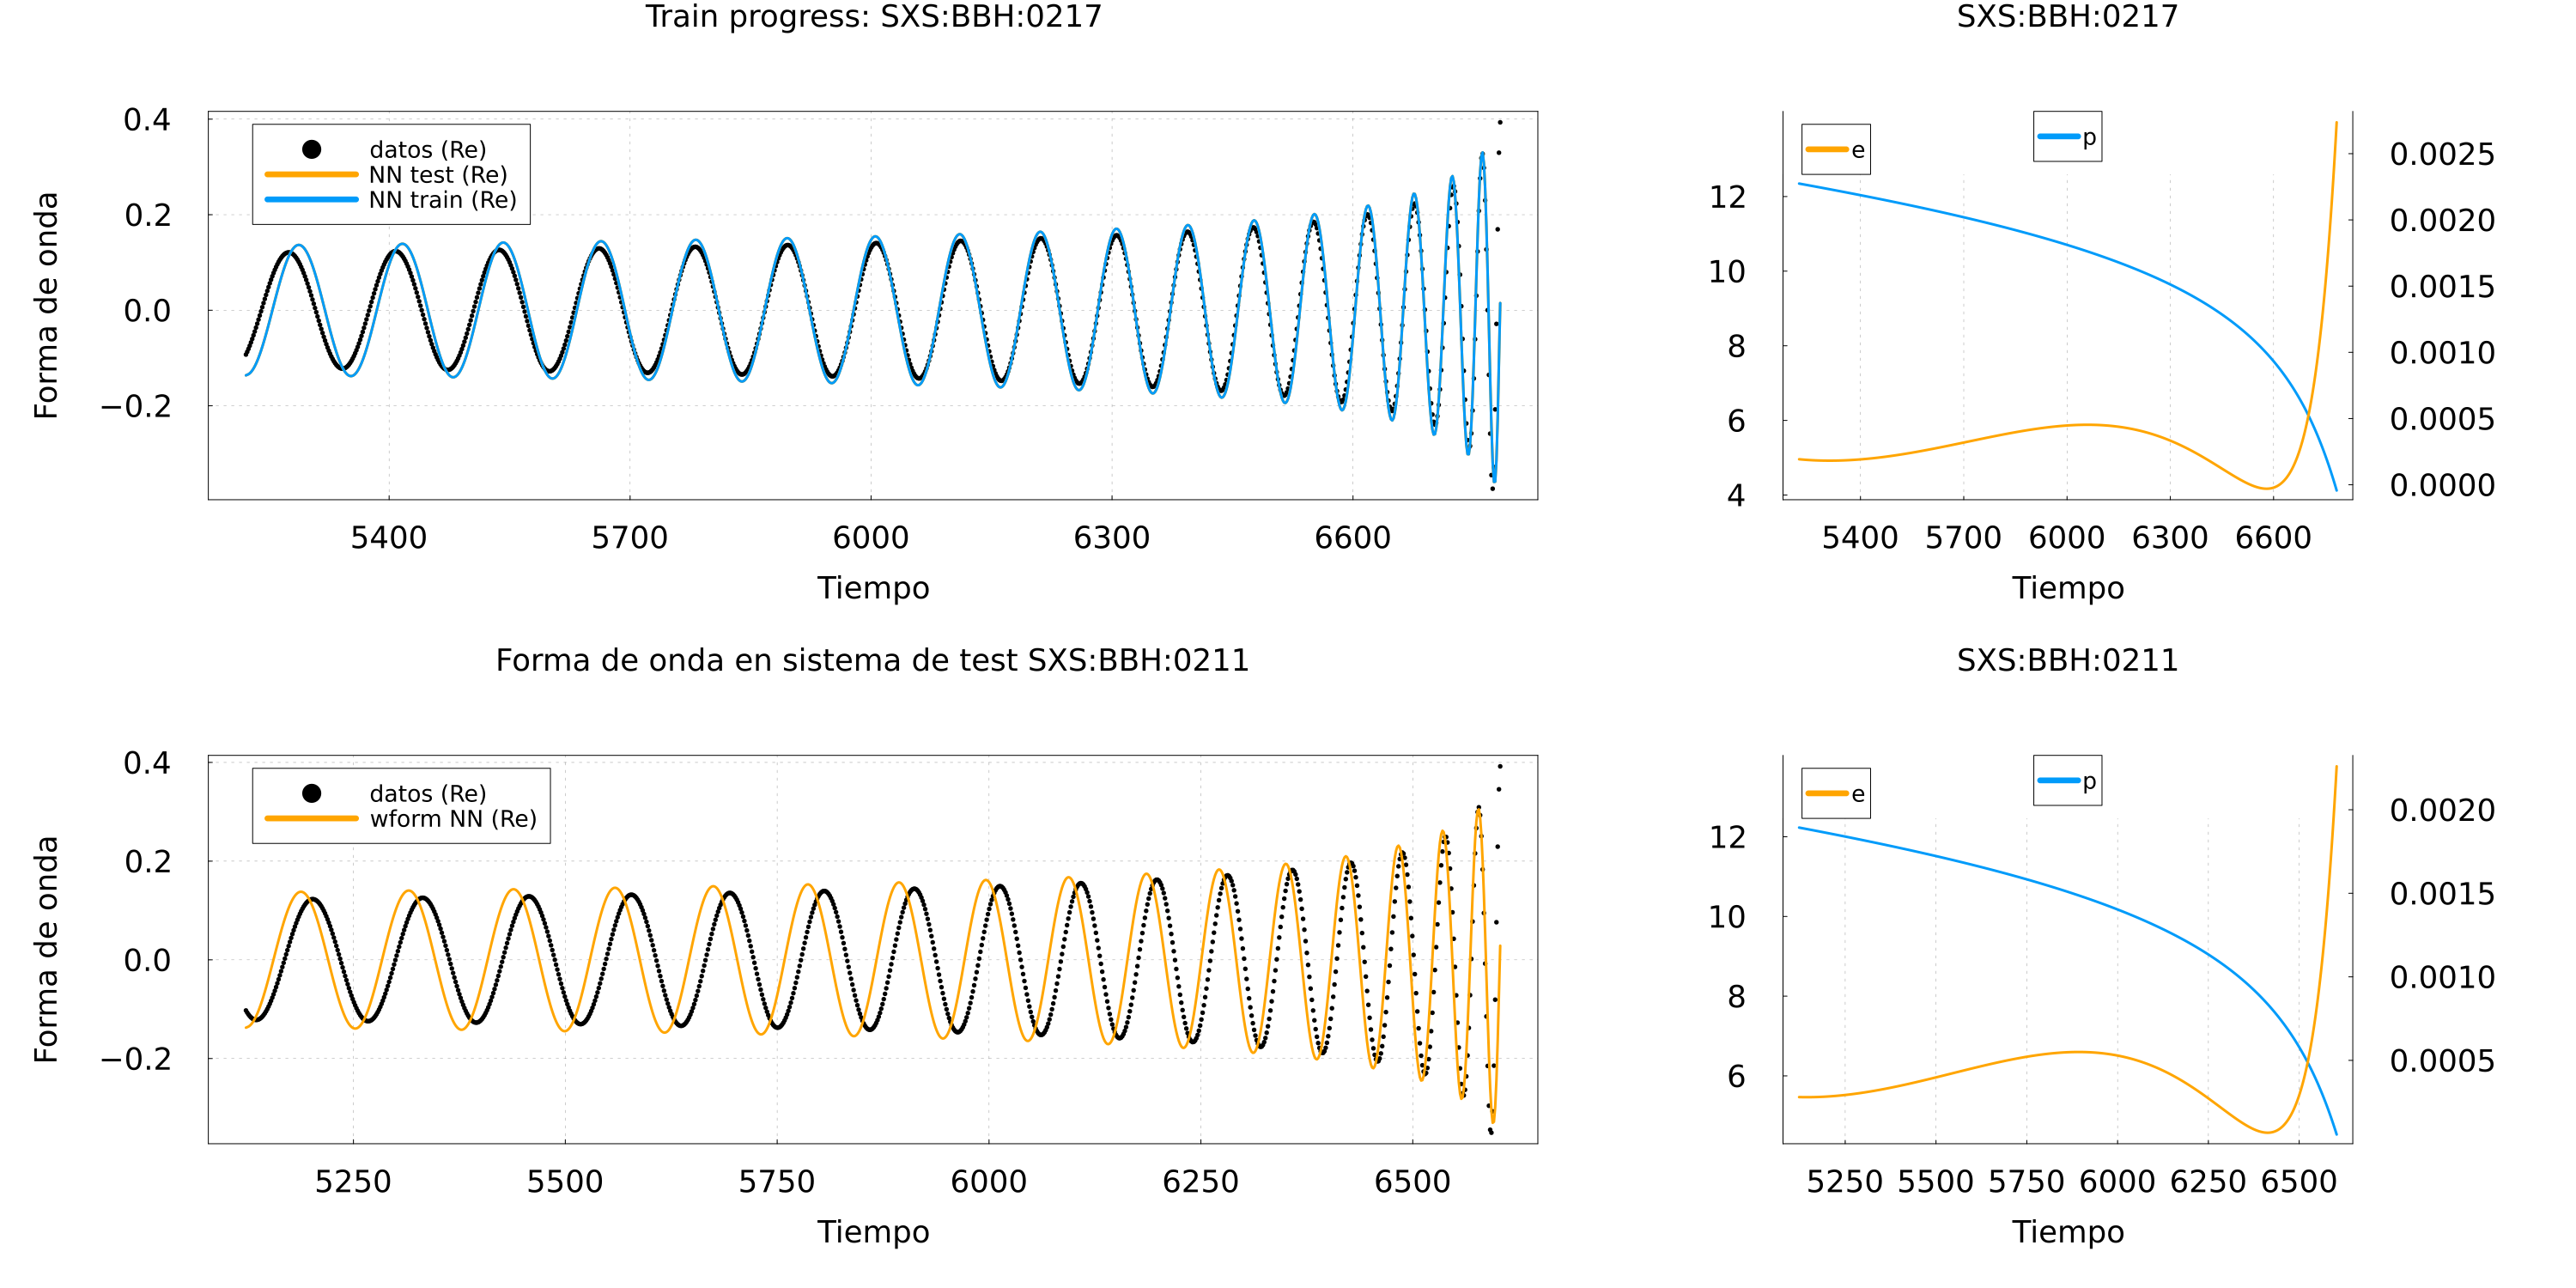 Train progress: SXS:BBH:0217
datos (Re)
NN test (Re)
NN train (Re)
Forma de onda
0.4
0.2
0.0
−0.2
5400 5700 6000 6300 6600
Tiempo
SXS:BBH:0217
e
p
12
10
8
6
4
0.0025
0.0020
0.0015
0.0010
0.0005
0.0000
5400 5700 6000 6300 6600
Tiempo
Forma de onda en sistema de test SXS:BBH:0211
datos (Re)
wform NN (Re)
Forma de onda
0.4
0.2
0.0
−0.2
5250 5500 5750 6000 6250 6500
Tiempo
SXS:BBH:0211
e
p
12
10
8
6
0.0020
0.0015
0.0010
0.0005
5250 5500 5750 6000 6250 6500
Tiempo